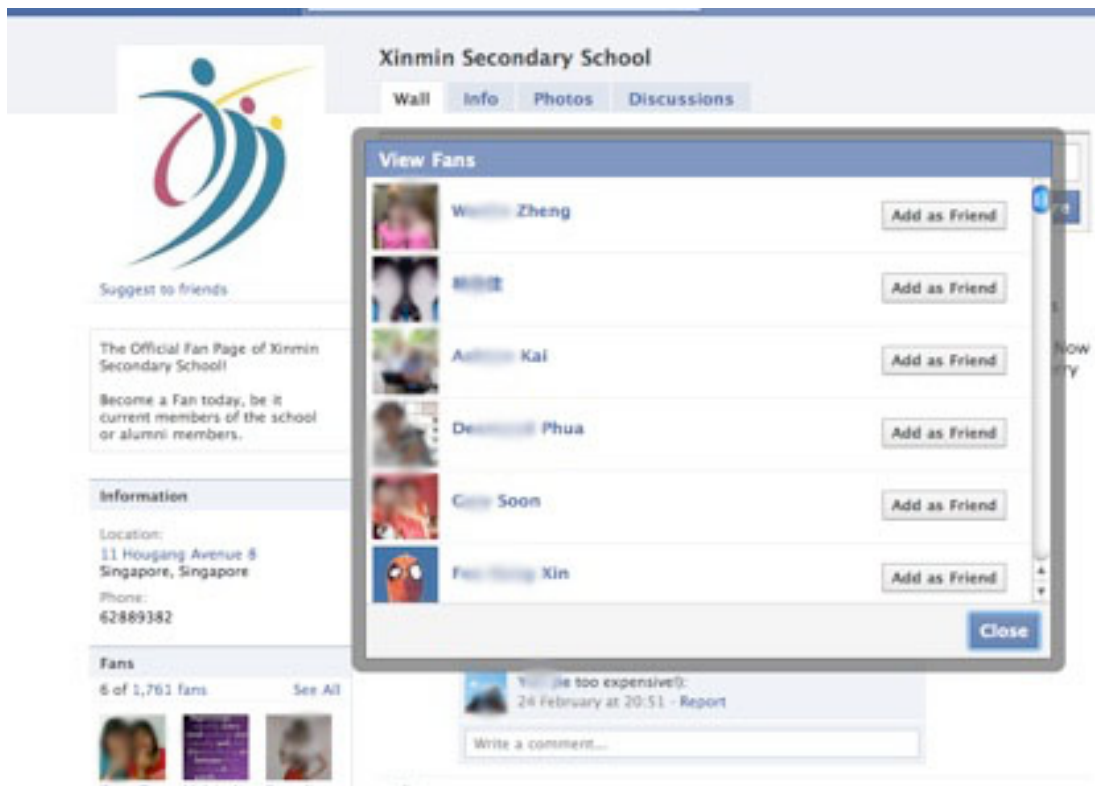 Xinmin Secondary School
Wall Info Photos Discussions
View Fans
Zheng
Add as Friend
Add as Friend
Kai
Add as Friend
Phua
Add as Friend
Soon
Add as Friend
Xin
Add as Friend
Close
Suggest to friends
The Official Fan Page of Xinmin
Secondary School!
Become a Fan today, be it
current members of the school
or alumni members.
Information
Location:
11 Hougang Avenue 8
Singapore, Singapore
Phone:
62889382
Fans
6 of 1,761 fans See All
Now
too expensive!):
24 February at 20:51 · Report
Write a comment...